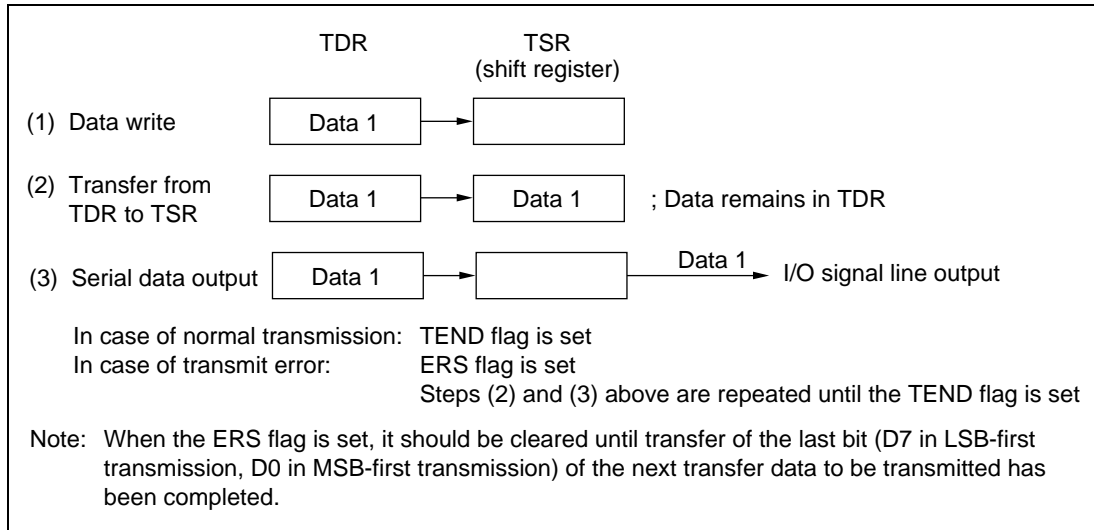 TDR TSR
(shift register)
(1) Data write Data 1
(2) Transfer from
TDR to TSR Data 1 Data 1 ; Data remains in TDR
(3) Serial data output Data 1 Data 1 I/O signal line output
In case of normal transmission: TEND flag is set
In case of transmit error: ERS flag is set
Steps (2) and (3) above are repeated until the TEND flag is set
Note: When the ERS flag is set, it should be cleared until transfer of the last bit (D7 in LSB-first
transmission, D0 in MSB-first transmission) of the next transfer data to be transmitted has
been completed.